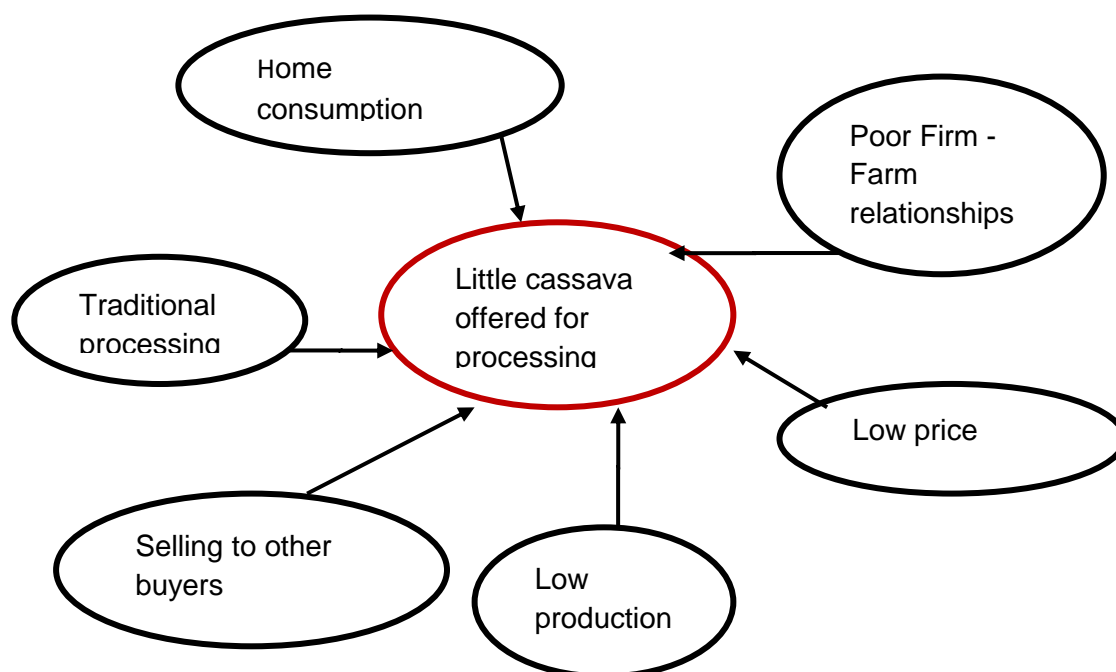 Home
consumption
Poor Firm -
Farm
relationships
Little cassava
offered for
processing
Traditional
processing
Low price
Selling to other
buyers
Low
production